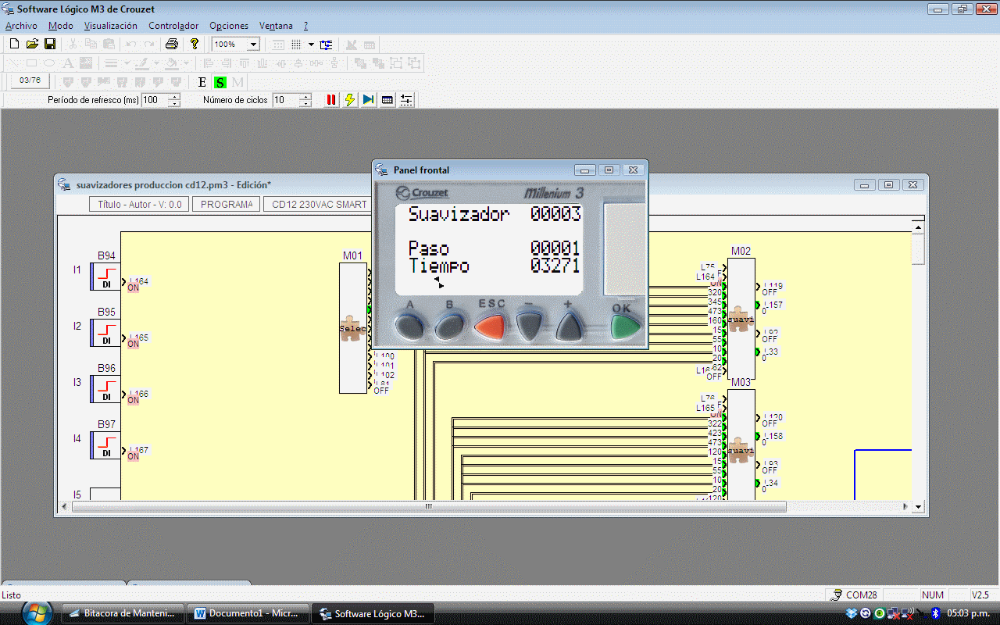 Software Lógico M3 de Crouzet
Archivo Modo Visualización Controlador Opciones Ventana ?
100%
03/76 E S M
Período de refresco (ms) 100 Número de ciclos 10
suavizadores produccion cd12.pm3 - Edición*
Título - Autor - V: 0.0 PROGRAMA CD12 230VAC SMART
Panel frontal
Crouzet Millenium 3
Suavizador 00003
Paso 00001
Tiempo 03271
A B ESC − + OK
I1 B94 DI L164 ON
I2 B95 DI L165 ON
I3 B96 DI L166 ON
I4 B97 DI L167 ON
I5
M01
Selec
L100
L101
L102
L81
OFF
M02
L75
L164
ON
320
345
473
160
15
55
10
20
62
OFF
suavi
L119
OFF
L157
0
L92
OFF
L33
0
M03
L76
L165
ON
322
423
473
120
15
55
10
20
120
suavi
L120
OFF
L158
0
L93
OFF
L34
0
Listo COM28 NUM V2.5
Bitacora de Manteni... Documento1 - Micr... Software Lógico M3... 05:03 p.m.